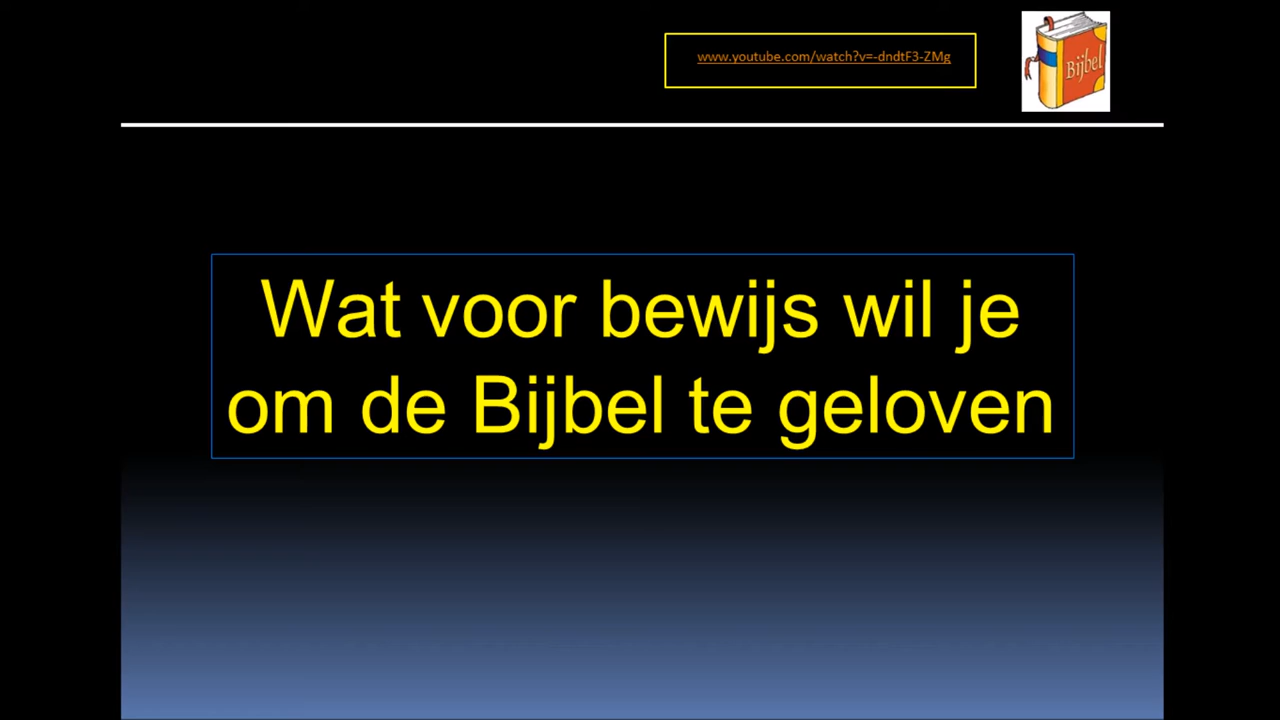 www.youtube.com/watch?v=-dndtF3-ZMg
Bijbel
Wat voor bewijs wil je
om de Bijbel te geloven